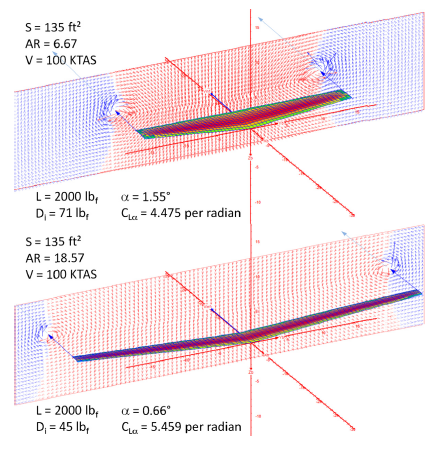 S = 135 ft²
AR = 6.67
V = 100 KTAS
L = 2000 lbf α = 1.55°
Di = 71 lbf CLα = 4.475 per radian
S = 135 ft²
AR = 18.57
V = 100 KTAS
L = 2000 lbf α = 0.66°
Di = 45 lbf CLα = 5.459 per radian